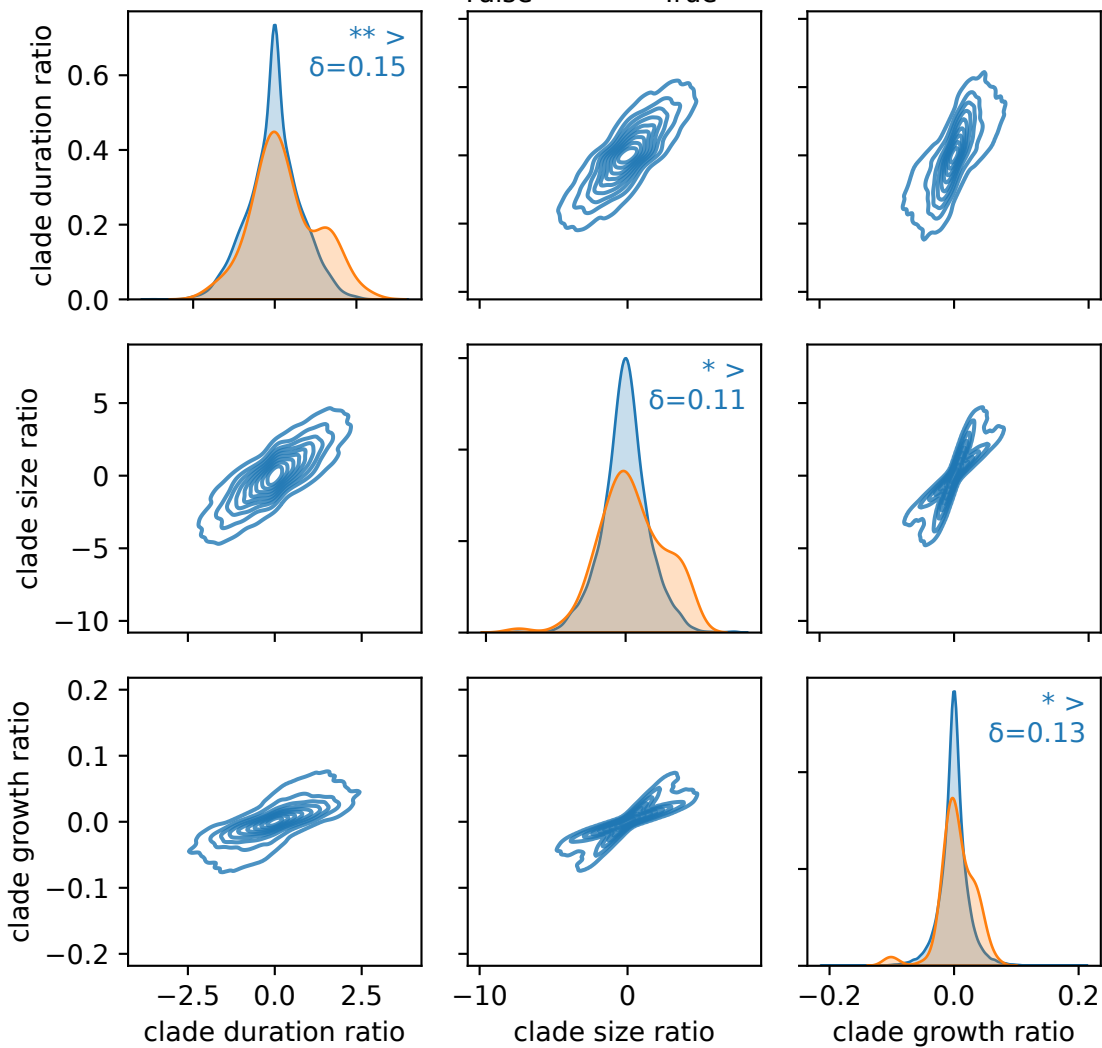 False True
clade duration ratio
0.6
0.4
0.2
0.0
** >
δ=0.15
clade size ratio
5
0
−5
−10
* >
δ=0.11
clade growth ratio
0.2
0.1
0.0
−0.1
−0.2
* >
δ=0.13
−2.5 0.0 2.5
−10 0
−0.2 0.0 0.2
clade duration ratio
clade size ratio
clade growth ratio